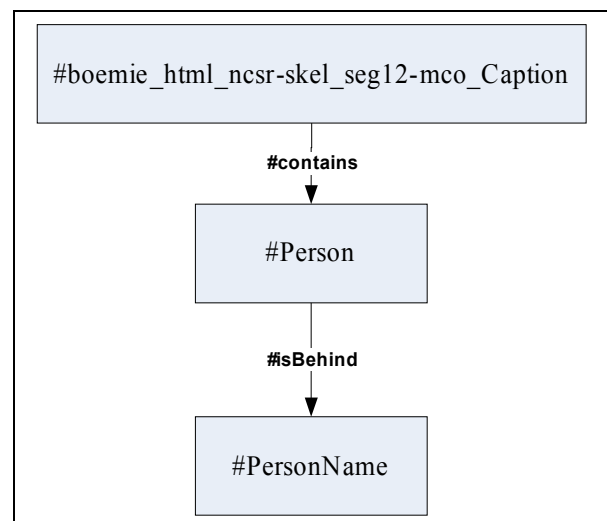 #boemie_html_ncsr-skel_seg12-mco_Caption
#contains
#Person
#isBehind
#PersonName